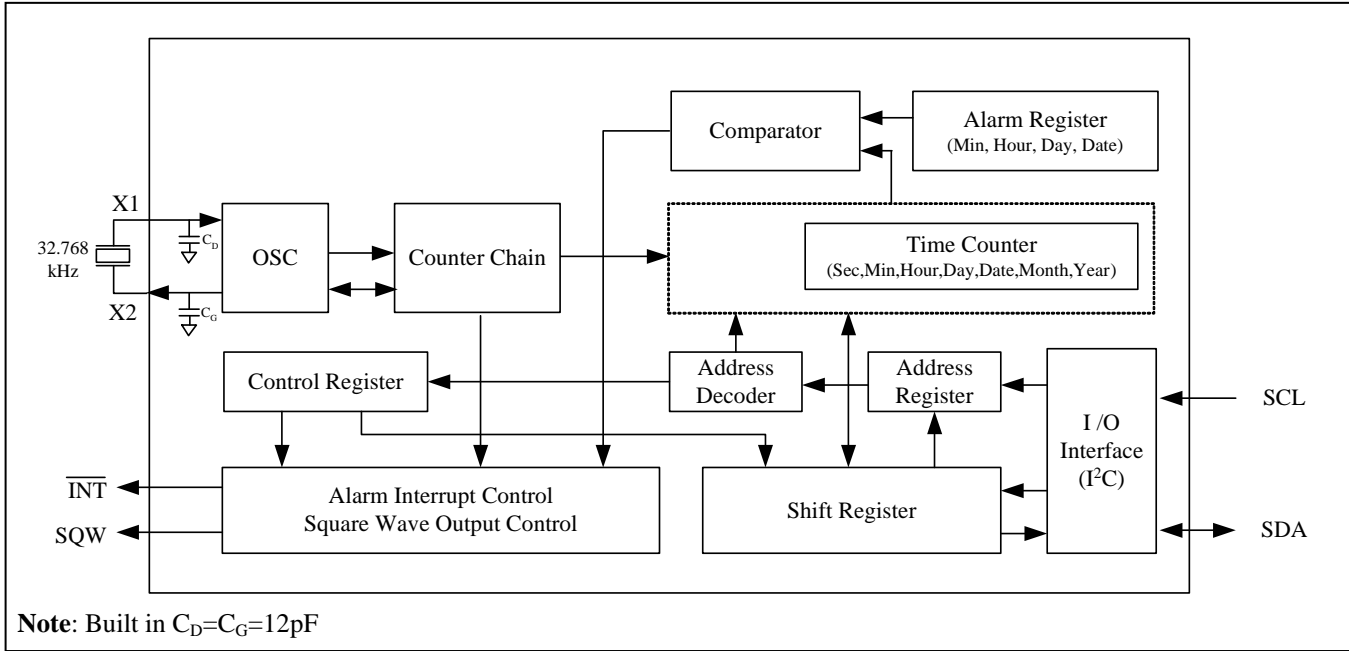 Comparator
Alarm Register
(Min, Hour, Day, Date)
X1
C_D
32.768
kHz
OSC
Counter Chain
Time Counter
(Sec,Min,Hour,Day,Date,Month,Year)
X2
C_G
Control Register
Address
Decoder
Address
Register
I /O
Interface
(I²C)
SCL
SDA
INT
SQW
Alarm Interrupt Control
Square Wave Output Control
Shift Register
Note: Built in C_D=C_G=12pF